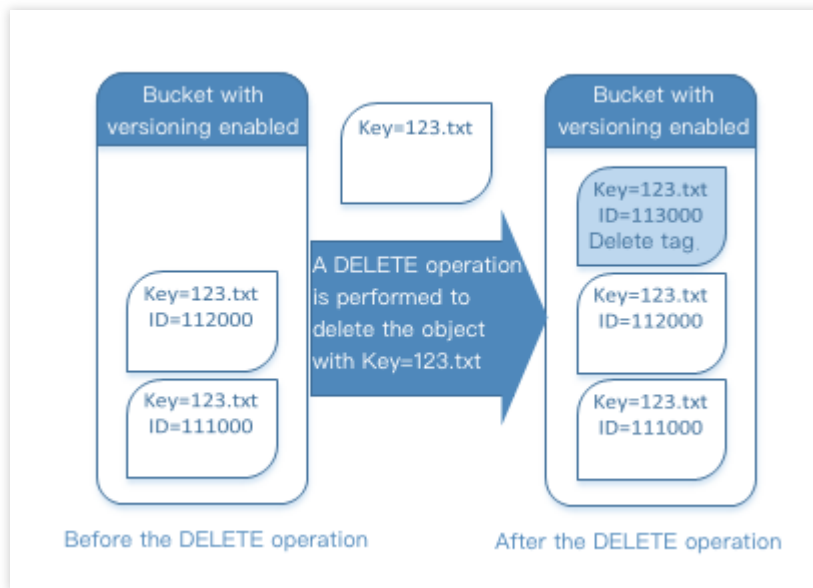 Bucket with
versioning enabled
Key=123.txt
ID=112000
Key=123.txt
ID=111000
Before the DELETE operation
Key=123.txt
A DELETE operation
is performed to
delete the object
with Key=123.txt
Bucket with
versioning enabled
Key=123.txt
ID=113000
Delete tag.
Key=123.txt
ID=112000
Key=123.txt
ID=111000
After the DELETE operation